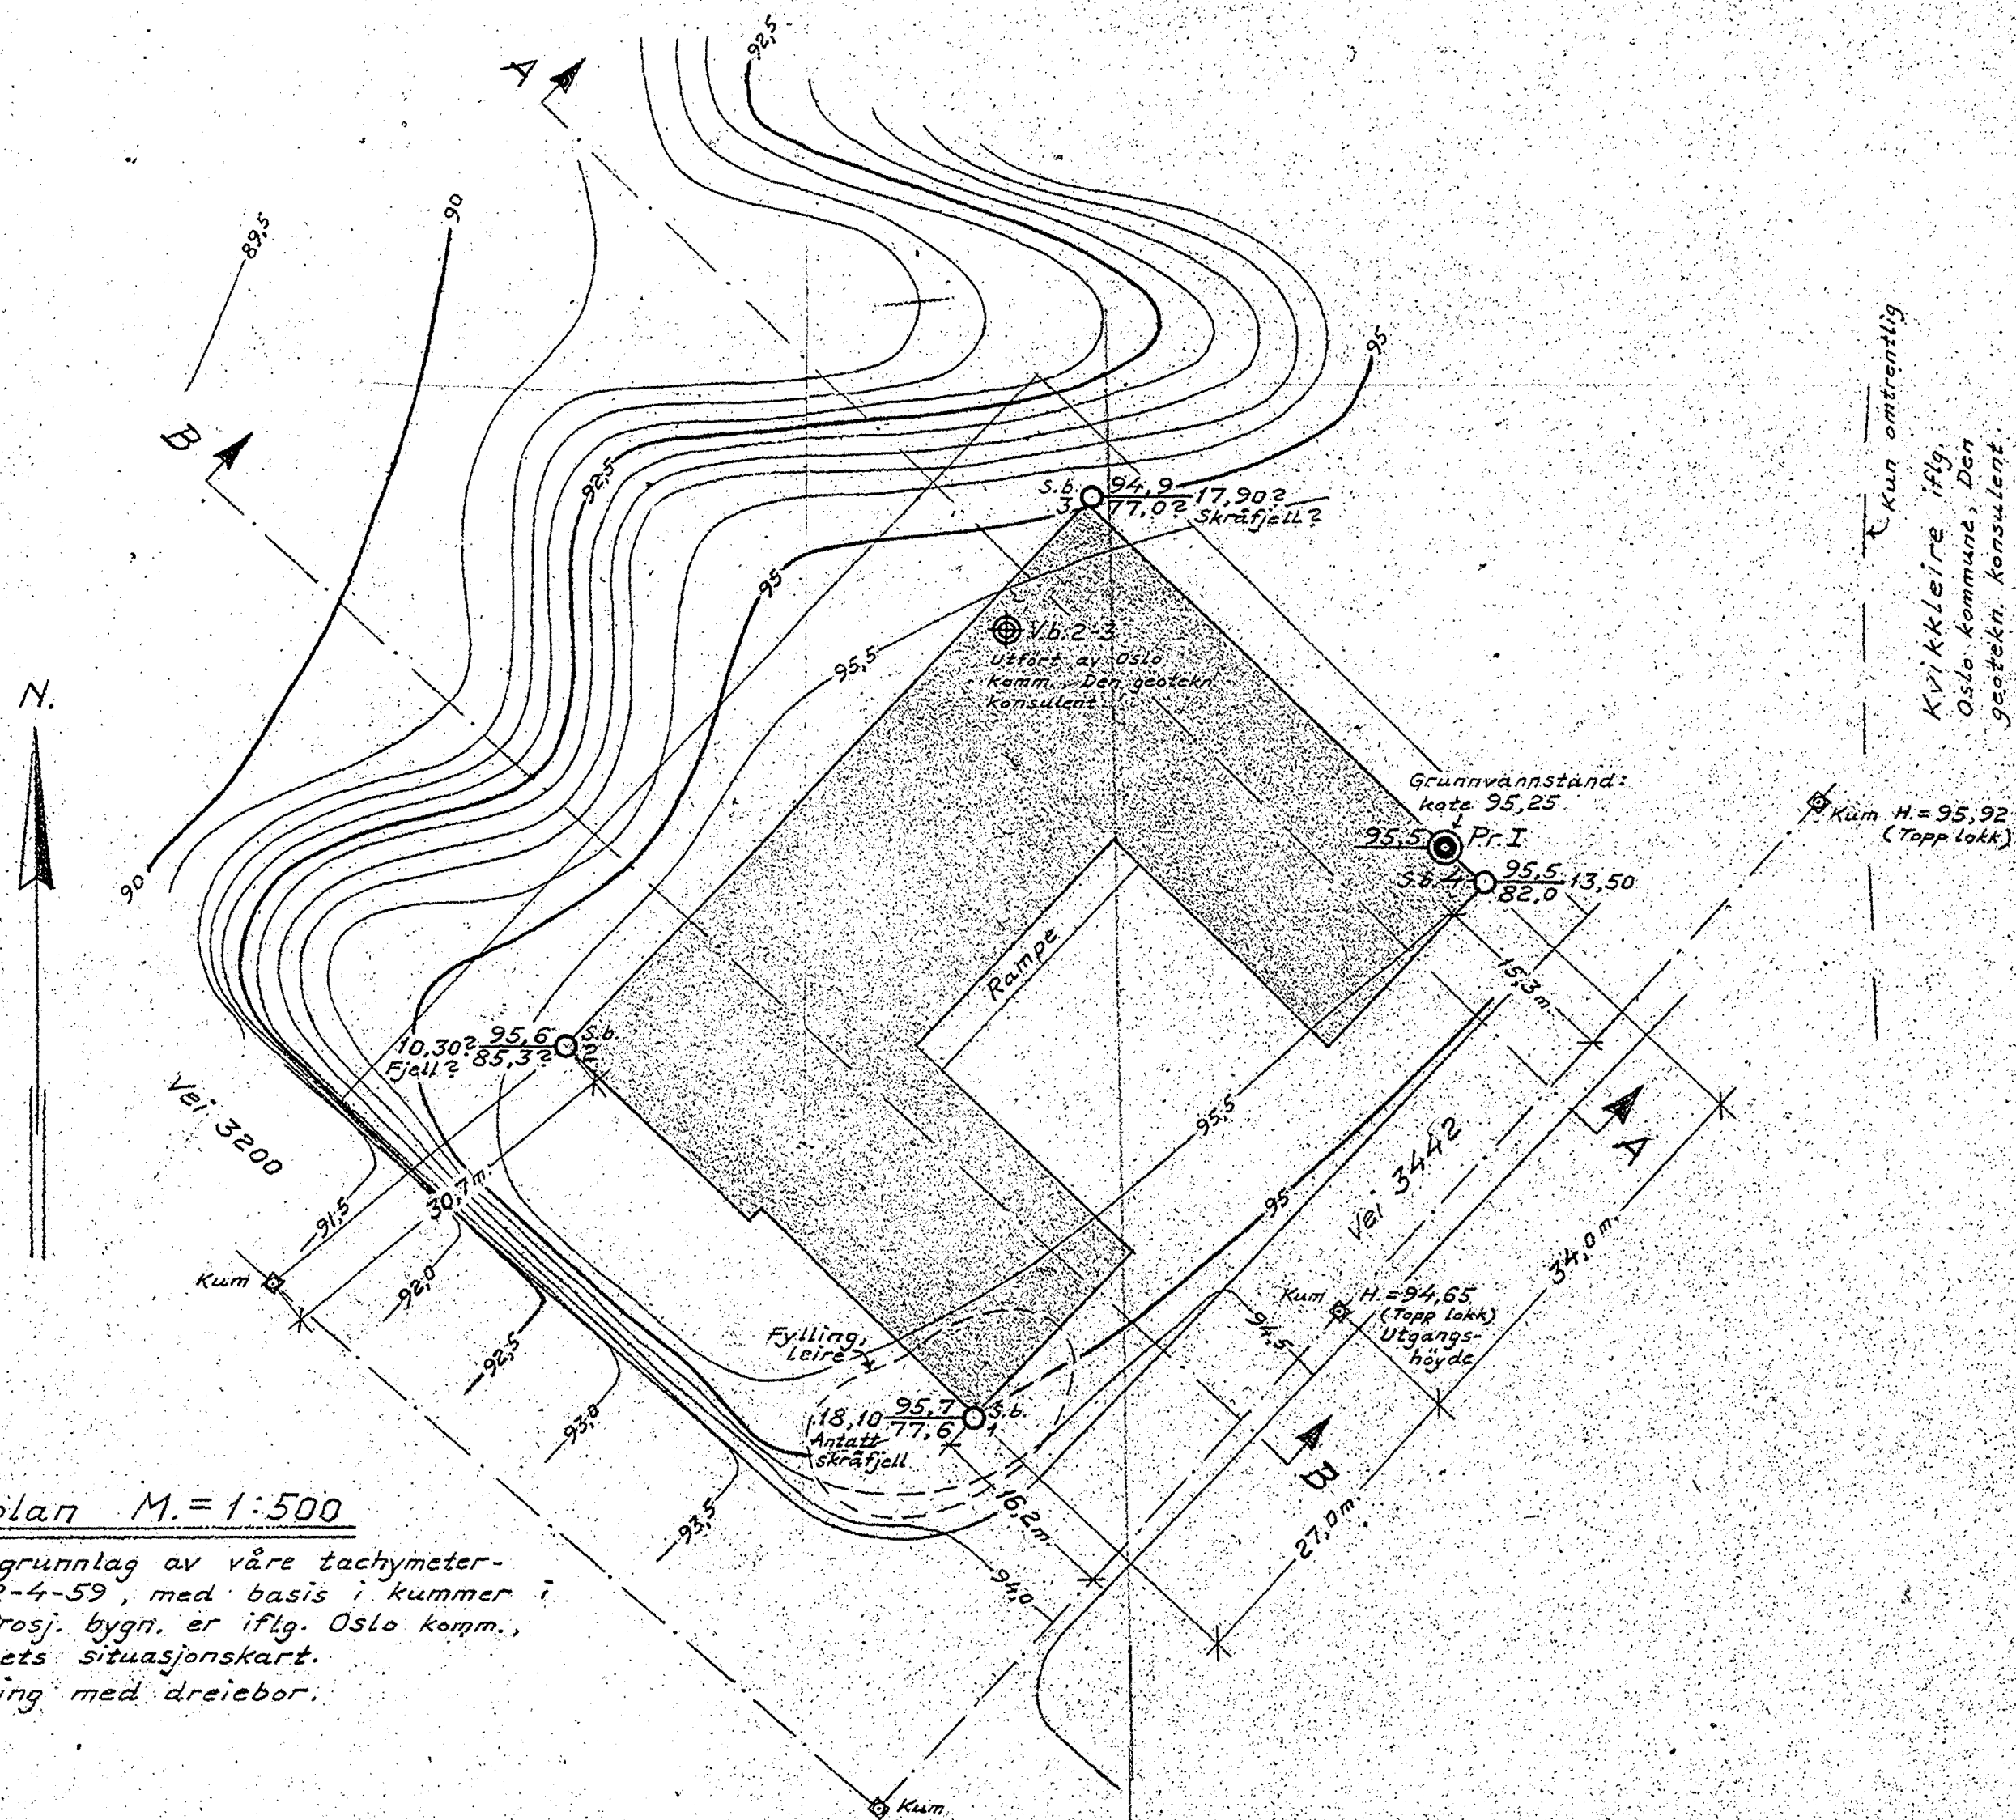 92,5
A
90
89,5
B
95
Kun omtrentlig
Kvikkleire iflg.
Oslo kommune, Den
geotekn. konsulent.
92,5
S.b.
3
94,9
77,0?
17,90?
Skråfjell?
95
95,5
V.b. 2-3
Utført av Oslo
komm., Den geotekn.
konsulent
N.
Grunnvannstand:
kote 95,25
95,5
Pr. I
S.b. 4
95,5
82,0
13,50
Kum H.= 95,92
(Topp lokk)
90
Rampe
15,3 m.
10,30?
Fjell?
95,6
85,3?
S.b.
2
Vei 3200
95,5
Vei 3442
A
30,7 m.
91,5
95
34,0 m.
Kum
92,0
Kum H.= 94,65
(Topp lokk)
Utgangs-
høyde
94,5
Fylling,
Leire
92,5
18,10
Antatt
skråfjell
95,7
77,6
S.b.
1
93,0
B
16,2 m.
27,0 m.
93,5
94,0
plan M. = 1:500
grunnlag av våre tachymeter-
-4-59, med basis i kummer i
rosj. bygn. er iflg. Oslo komm.,
ets situasjonskart.
ing med dreiebor.
Kum